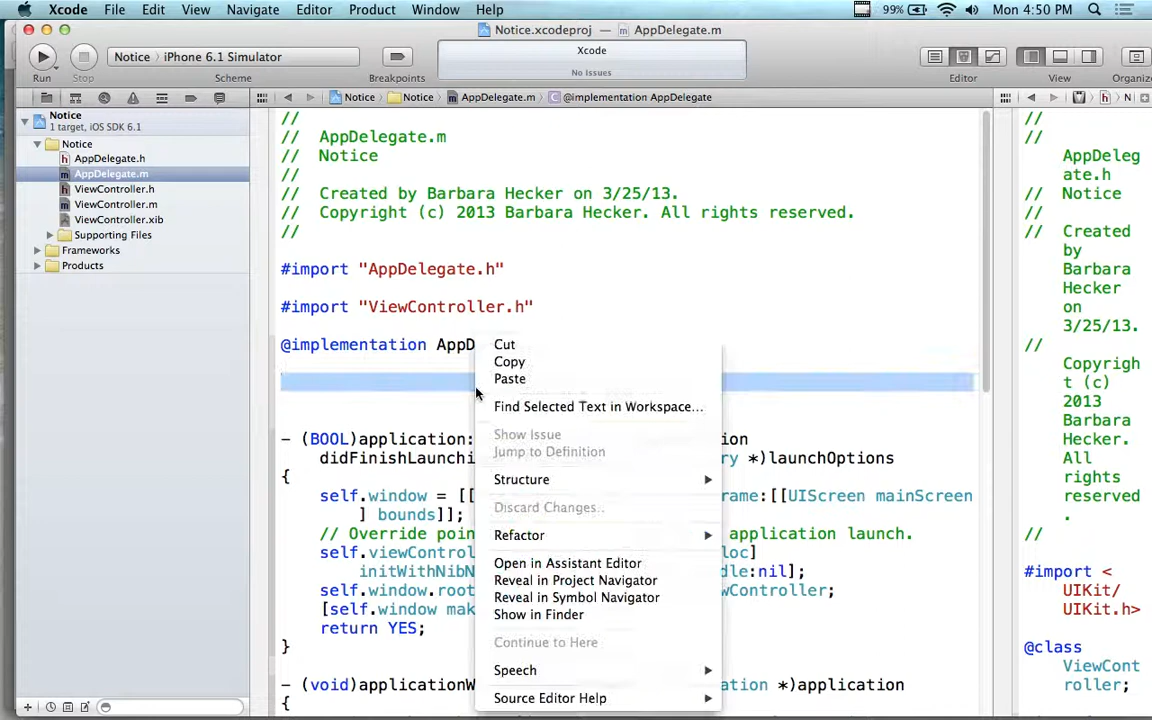 Xcode File Edit View Navigate Editor Product Window Help 99% Mon 4:50 PM
Notice.xcodeproj — AppDelegate.m
Notice iPhone 6.1 Simulator
Xcode
No Issues
Run Stop Scheme Breakpoints Editor View Organiz
Notice Notice AppDelegate.m @implementation AppDelegate
h N
Notice
1 target, iOS SDK 6.1
Notice
AppDelegate.h
AppDelegate.m
ViewController.h
ViewController.m
ViewController.xib
Supporting Files
Frameworks
Products
//
// AppDelegate.m
// Notice
//
// Created by Barbara Hecker on 3/25/13.
// Copyright (c) 2013 Barbara Hecker. All rights reserved.
//
#import "AppDelegate.h"
#import "ViewController.h"
@implementation AppD
- (BOOL)application: ion
didFinishLaunchi ry *)launchOptions
{
self.window = [[ rame:[[UIScreen mainScreen
] bounds]];
// Override poin application launch.
self.viewControl loc]
initWithNibN dle:nil];
self.window.root wController;
[self.window mak
return YES;
}
- (void)applicationW ation *)application
{
Cut
Copy
Paste
Find Selected Text in Workspace...
Show Issue
Jump to Definition
Structure
Discard Changes...
Refactor
Open in Assistant Editor
Reveal in Project Navigator
Reveal in Symbol Navigator
Show in Finder
Continue to Here
Speech
Source Editor Help
//
//
AppDeleg
ate.h
// Notice
//
// Created
by
Barbara
Hecker
on
3/25/13.
// Copyrigh
t (c)
2013
Barbara
Hecker.
All
rights
reserved
.
//
#import <
UIKit/
UIKit.h>
@class
ViewCont
roller;